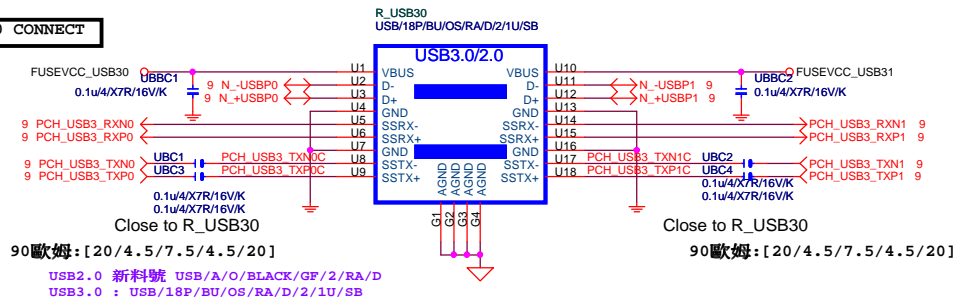 CONNECT
R_USB30
USB/18P/BU/OS/RA/D/2/1U/SB
USB3.0/2.0
FUSEVCC_USB30
UBBC1
0.1u/4/X7R/16V/K
9 N_-USBP0
9 N_+USBP0
9 PCH_USB3_RXN0
9 PCH_USB3_RXP0
9 PCH_USB3_TXN0
9 PCH_USB3_TXP0
UBC1
UBC3
PCH_USB3_TXN0C
PCH_USB3_TXP0C
0.1u/4/X7R/16V/K
0.1u/4/X7R/16V/K
U1
U2
U3
U4
U5
U6
U7
U8
U9
VBUS
D-
D+
GND
SSRX-
SSRX+
GND
SSTX-
SSTX+
VBUS
D-
D+
GND
SSRX-
SSRX+
GND
SSTX-
SSTX+
U10
U11
U12
U13
U14
U15
U16
U17
U18
AGND
AGND
AGND
AGND
G1
G2
G3
G4
FUSEVCC_USB31
UBBC2
0.1u/4/X7R/16V/K
N_-USBP1 9
N_+USBP1 9
PCH_USB3_RXN1 9
PCH_USB3_RXP1 9
PCH_USB3_TXN1C
PCH_USB3_TXP1C
UBC2
UBC4
PCH_USB3_TXN1 9
PCH_USB3_TXP1 9
0.1u/4/X7R/16V/K
0.1u/4/X7R/16V/K
Close to R_USB30
Close to R_USB30
90歐姆:[20/4.5/7.5/4.5/20]
90歐姆:[20/4.5/7.5/4.5/20]
USB2.0 新料號 USB/A/O/BLACK/GF/2/RA/D
USB3.0 : USB/18P/BU/OS/RA/D/2/1U/SB